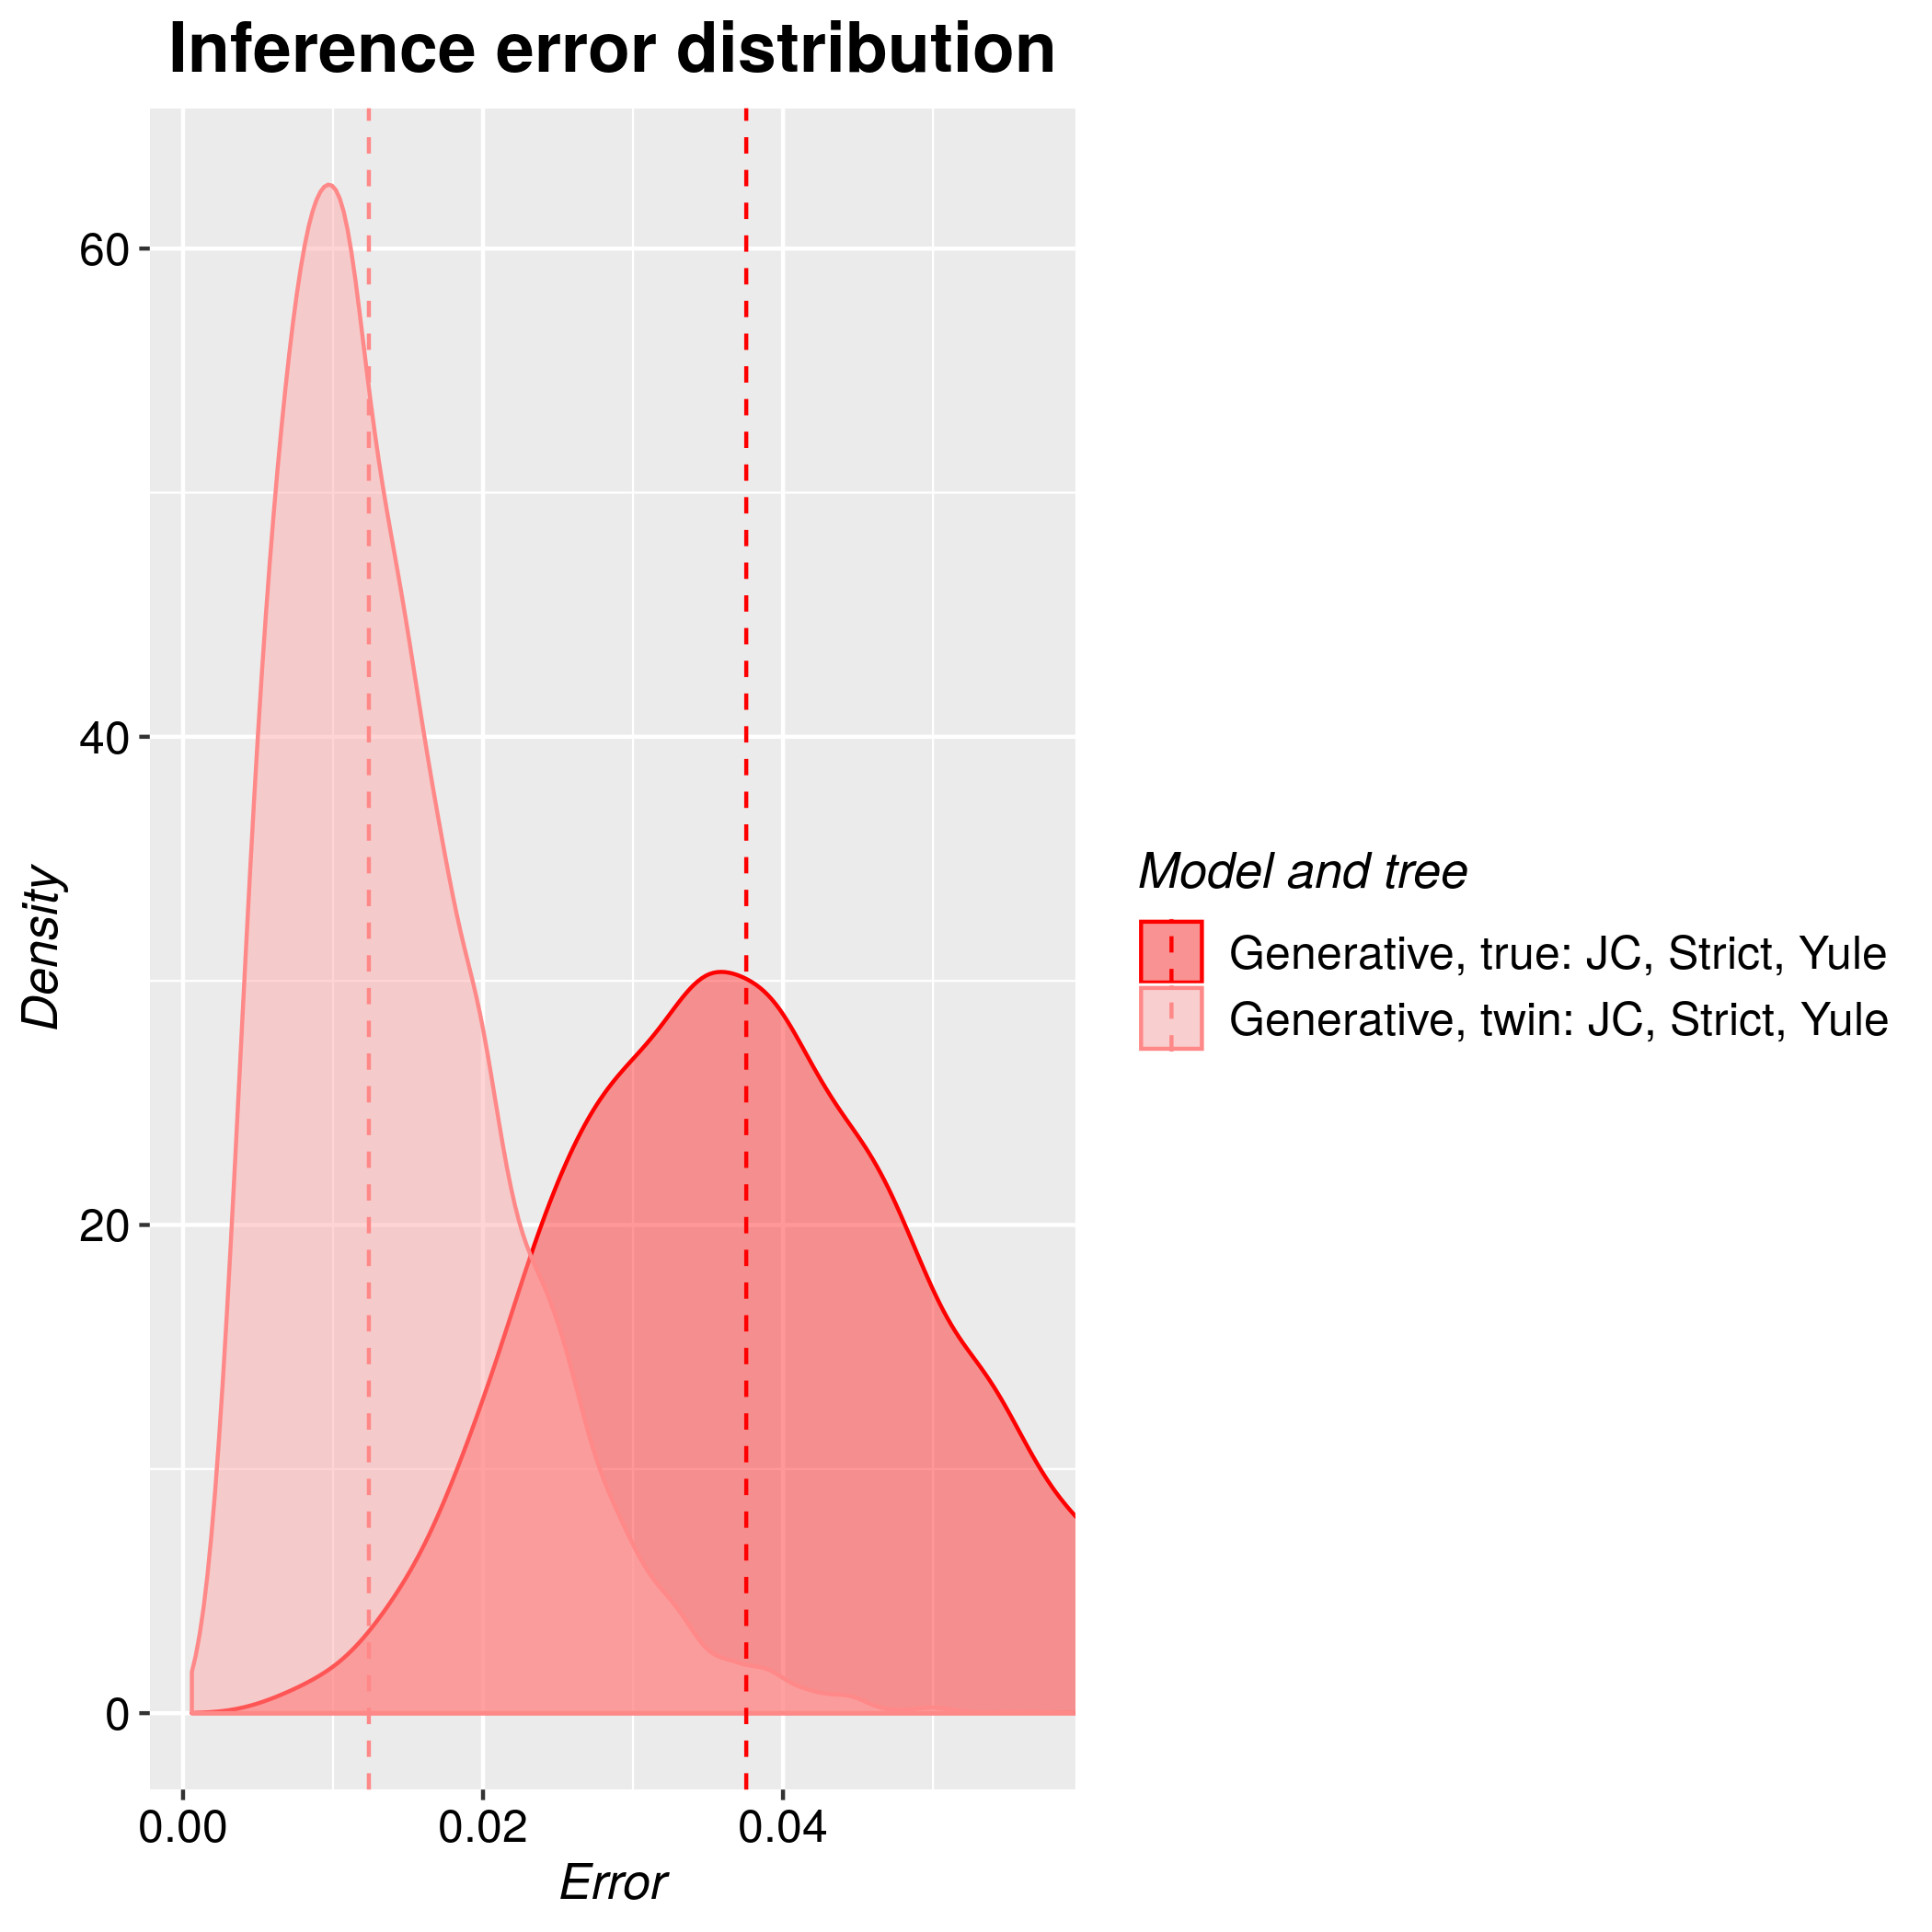 Inference error distribution
60
40
20
0
Density
0.00 0.02 0.04
Error
Model and tree
Generative, true: JC, Strict, Yule
Generative, twin: JC, Strict, Yule